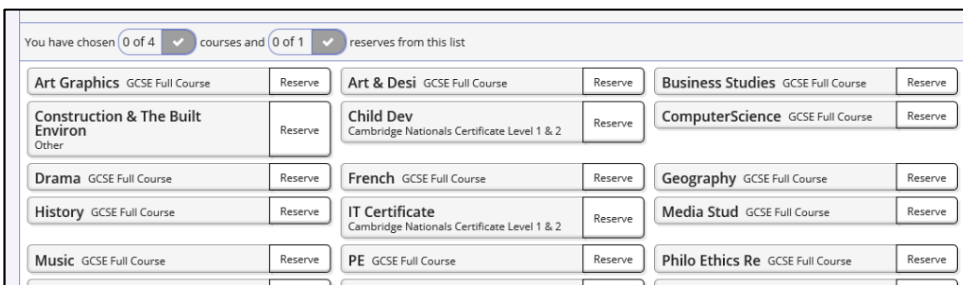 You have chosen 0 of 4 courses and 0 of 1 reserves from this list
Art Graphics GCSE Full Course Reserve
Art & Desi GCSE Full Course Reserve
Business Studies GCSE Full Course Reserve
Construction & The Built
Environ
Other
Reserve
Child Dev
Cambridge Nationals Certificate Level 1 & 2
Reserve
ComputerScience GCSE Full Course Reserve
Drama GCSE Full Course Reserve
French GCSE Full Course Reserve
Geography GCSE Full Course Reserve
History GCSE Full Course Reserve
IT Certificate
Cambridge Nationals Certificate Level 1 & 2
Reserve
Media Stud GCSE Full Course Reserve
Music GCSE Full Course Reserve
PE GCSE Full Course Reserve
Philo Ethics Re GCSE Full Course Reserve